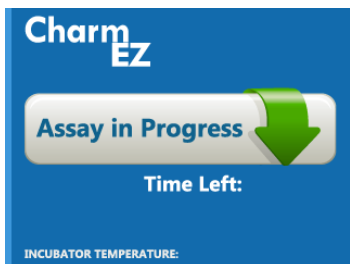 Charm
EZ
Assay in Progress
Time Left:
INCUBATOR TEMPERATURE: